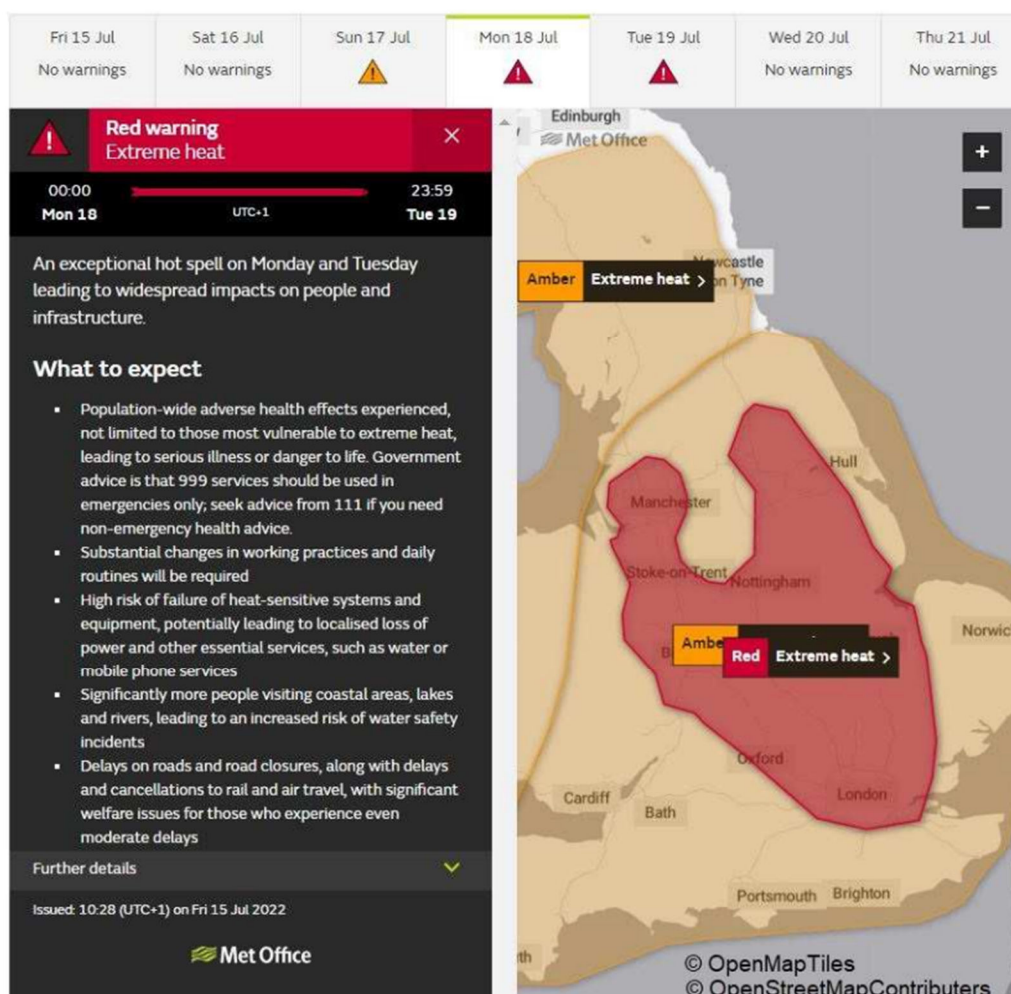 Fri 15 Jul
No warnings
Sat 16 Jul
No warnings
Sun 17 Jul
Mon 18 Jul
Tue 19 Jul
Wed 20 Jul
No warnings
Thu 21 Jul
No warnings
Red warning
Extreme heat
00:00
Mon 18
UTC+1
23:59
Tue 19
An exceptional hot spell on Monday and Tuesday
leading to widespread impacts on people and
infrastructure.
What to expect
▪ Population-wide adverse health effects experienced,
not limited to those most vulnerable to extreme heat,
leading to serious illness or danger to life. Government
advice is that 999 services should be used in
emergencies only; seek advice from 111 if you need
non-emergency health advice.
▪ Substantial changes in working practices and daily
routines will be required
▪ High risk of failure of heat-sensitive systems and
equipment, potentially leading to localised loss of
power and other essential services, such as water or
mobile phone services
▪ Significantly more people visiting coastal areas, lakes
and rivers, leading to an increased risk of water safety
incidents
▪ Delays on roads and road closures, along with delays
and cancellations to rail and air travel, with significant
welfare issues for those who experience even
moderate delays
Further details
Issued: 10:28 (UTC+1) on Fri 15 Jul 2022
Met Office
Edinburgh
Met Office
+
−
Amber Extreme heat >
Hull
Manchester
Stoke-on-Trent
Nottingham
Red Extreme heat >
Oxford
London
Cardiff
Bath
Portsmouth
Brighton
© OpenMapTiles
© OpenStreetMapContributers